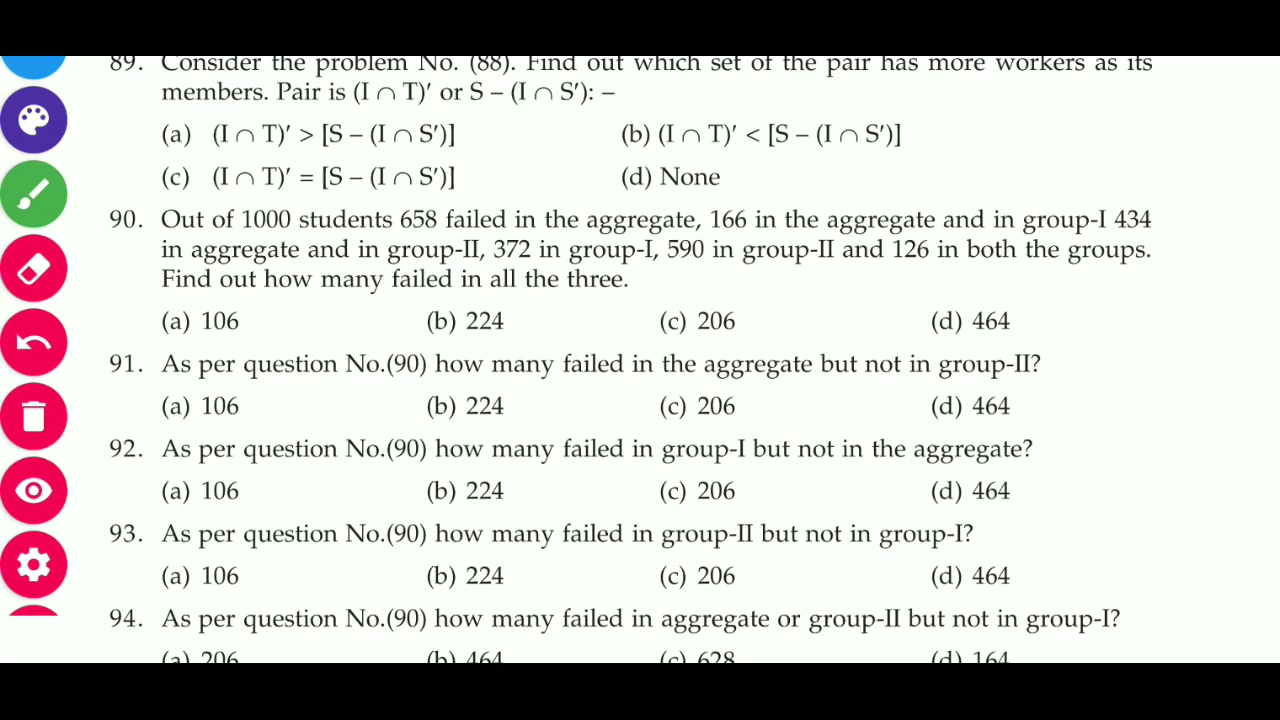 89. Consider the problem No. (88). Find out which set of the pair has more workers as its
members. Pair is (I ∩ T)′ or S – (I ∩ S′): –
(a) (I ∩ T)′ > [S – (I ∩ S′)] (b) (I ∩ T)′ < [S – (I ∩ S′)]
(c) (I ∩ T)′ = [S – (I ∩ S′)] (d) None
90. Out of 1000 students 658 failed in the aggregate, 166 in the aggregate and in group-I 434
in aggregate and in group-II, 372 in group-I, 590 in group-II and 126 in both the groups.
Find out how many failed in all the three.
(a) 106 (b) 224 (c) 206 (d) 464
91. As per question No.(90) how many failed in the aggregate but not in group-II?
(a) 106 (b) 224 (c) 206 (d) 464
92. As per question No.(90) how many failed in group-I but not in the aggregate?
(a) 106 (b) 224 (c) 206 (d) 464
93. As per question No.(90) how many failed in group-II but not in group-I?
(a) 106 (b) 224 (c) 206 (d) 464
94. As per question No.(90) how many failed in aggregate or group-II but not in group-I?
(a) 206 (b) 464 (c) 628 (d) 164